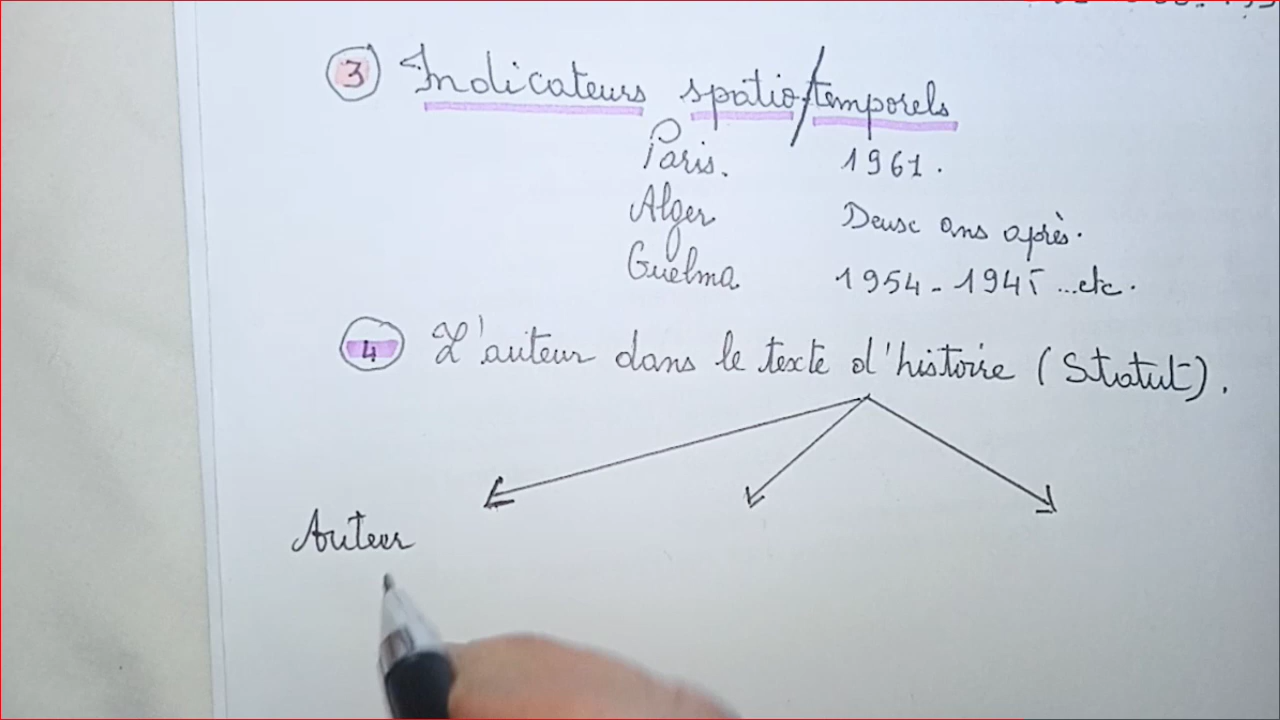 3 Indicateurs spatio/temporels
Paris. 1961.
Alger Deux ans après.
Guelma 1954-1945 ...etc.
4 L'auteur dans le texte d'histoire (Statut).
Auteur